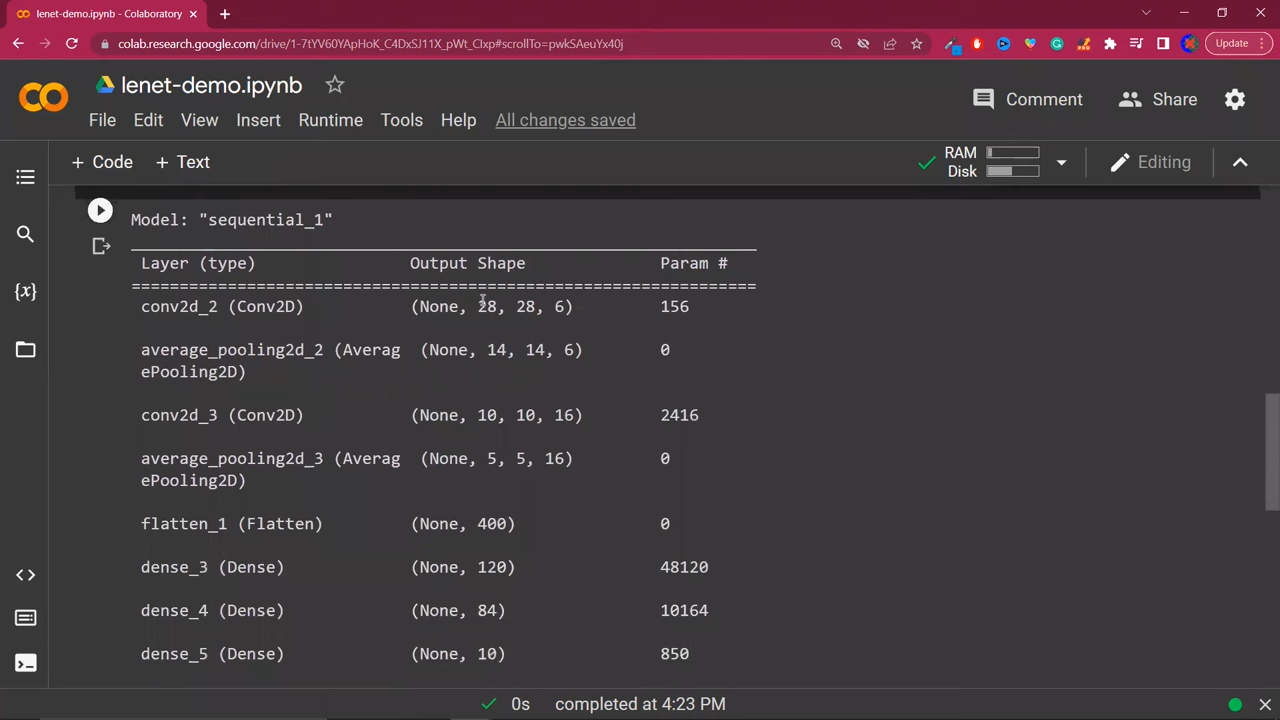 lenet-demo.ipynb - Colaboratory
colab.research.google.com/drive/1-7tYV60YApHoK_C4DxSJ11X_pWt_CIxp#scrollTo=pwkSAeuYx40j
Update
lenet-demo.ipynb
Comment
Share
File Edit View Insert Runtime Tools Help All changes saved
+ Code + Text
RAM
Disk
Editing
Model: "sequential_1"
Layer (type) Output Shape Param #
=================================================================
conv2d_2 (Conv2D) (None, 28, 28, 6) 156
average_pooling2d_2 (Averag (None, 14, 14, 6) 0
ePooling2D)
conv2d_3 (Conv2D) (None, 10, 10, 16) 2416
average_pooling2d_3 (Averag (None, 5, 5, 16) 0
ePooling2D)
flatten_1 (Flatten) (None, 400) 0
dense_3 (Dense) (None, 120) 48120
dense_4 (Dense) (None, 84) 10164
dense_5 (Dense) (None, 10) 850
{x}
0s completed at 4:23 PM